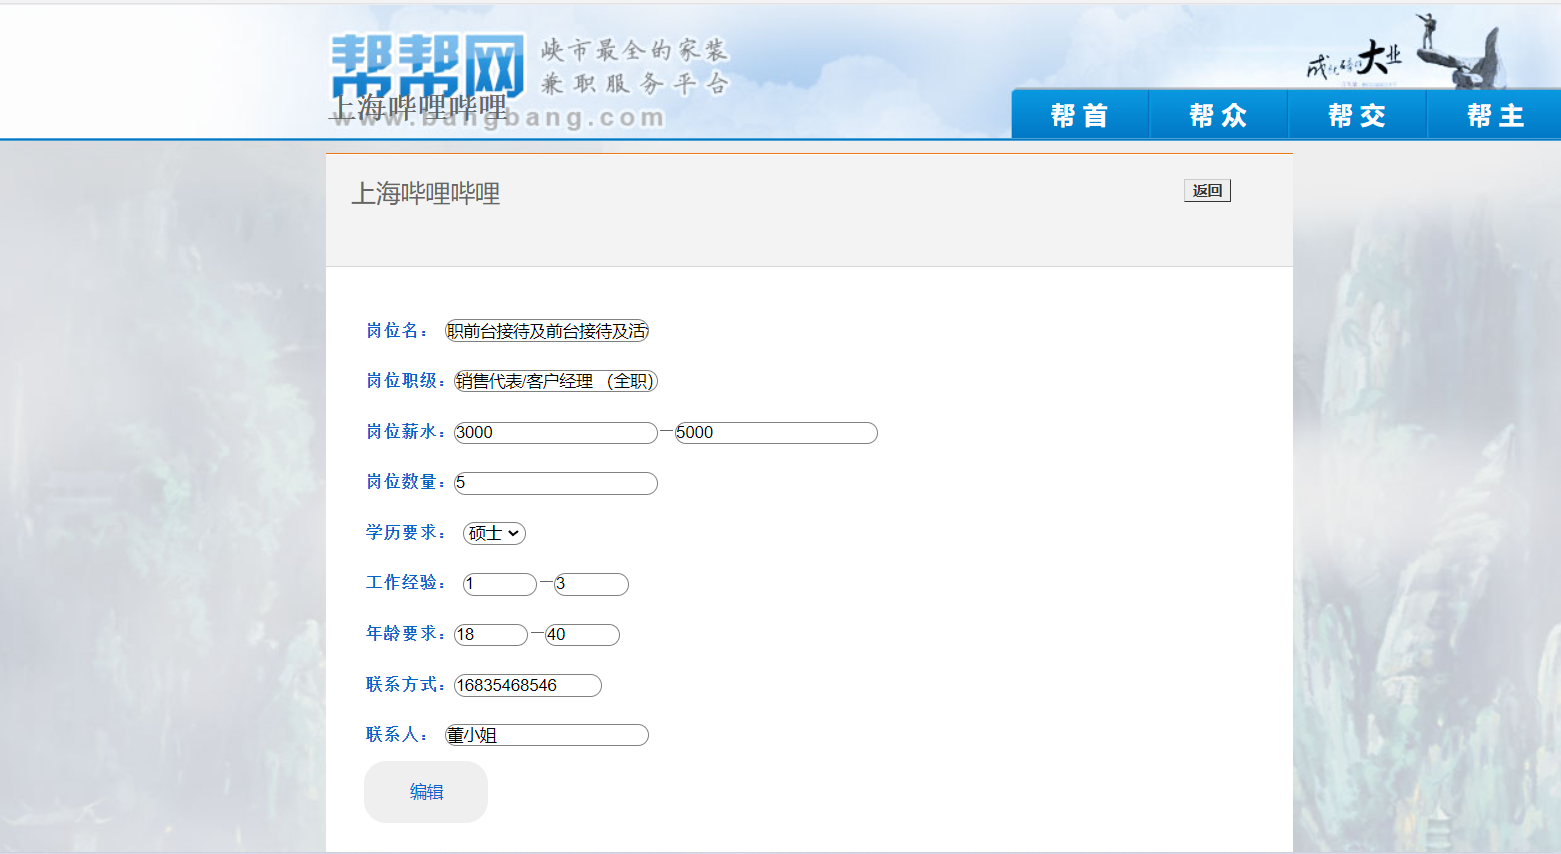 帮帮网
峡市最全的家装
兼职服务平台
上海哔哩哔哩
www.bangbang.com
大业
帮首
帮众
帮交
帮主
上海哔哩哔哩
返回
岗位名： 职前台接待及前台接待及活
岗位职级：销售代表/客户经理 （全职）
岗位薪水：3000—5000
岗位数量：5
学历要求： 硕士
工作经验： 1—3
年龄要求：18—40
联系方式：16835468546
联系人： 董小姐
编辑